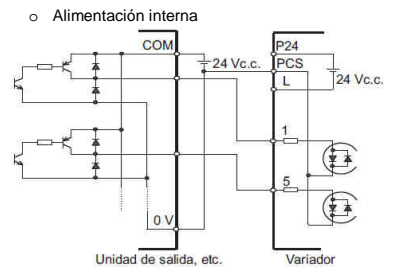 o Alimentación interna
COM
P24
24 Vc.c.
PCS
L
24 Vc.c.
1
5
0 V
Unidad de salida, etc.
Variador